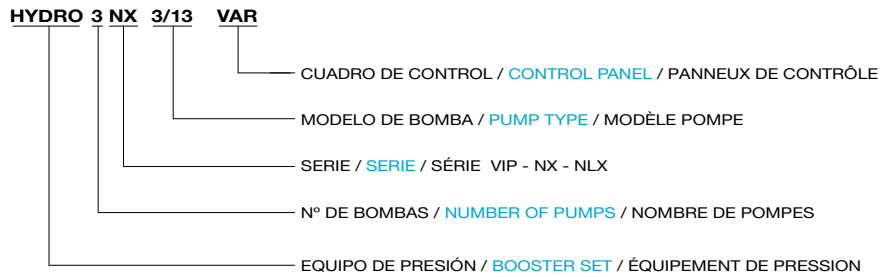 HYDRO 3 NX 3/13 VAR
CUADRO DE CONTROL / CONTROL PANEL / PANNEUX DE CONTRÔLE
MODELO DE BOMBA / PUMP TYPE / MODÈLE POMPE
SERIE / SERIE / SÉRIE VIP - NX - NLX
Nº DE BOMBAS / NUMBER OF PUMPS / NOMBRE DE POMPES
EQUIPO DE PRESIÓN / BOOSTER SET / ÉQUIPEMENT DE PRESSION